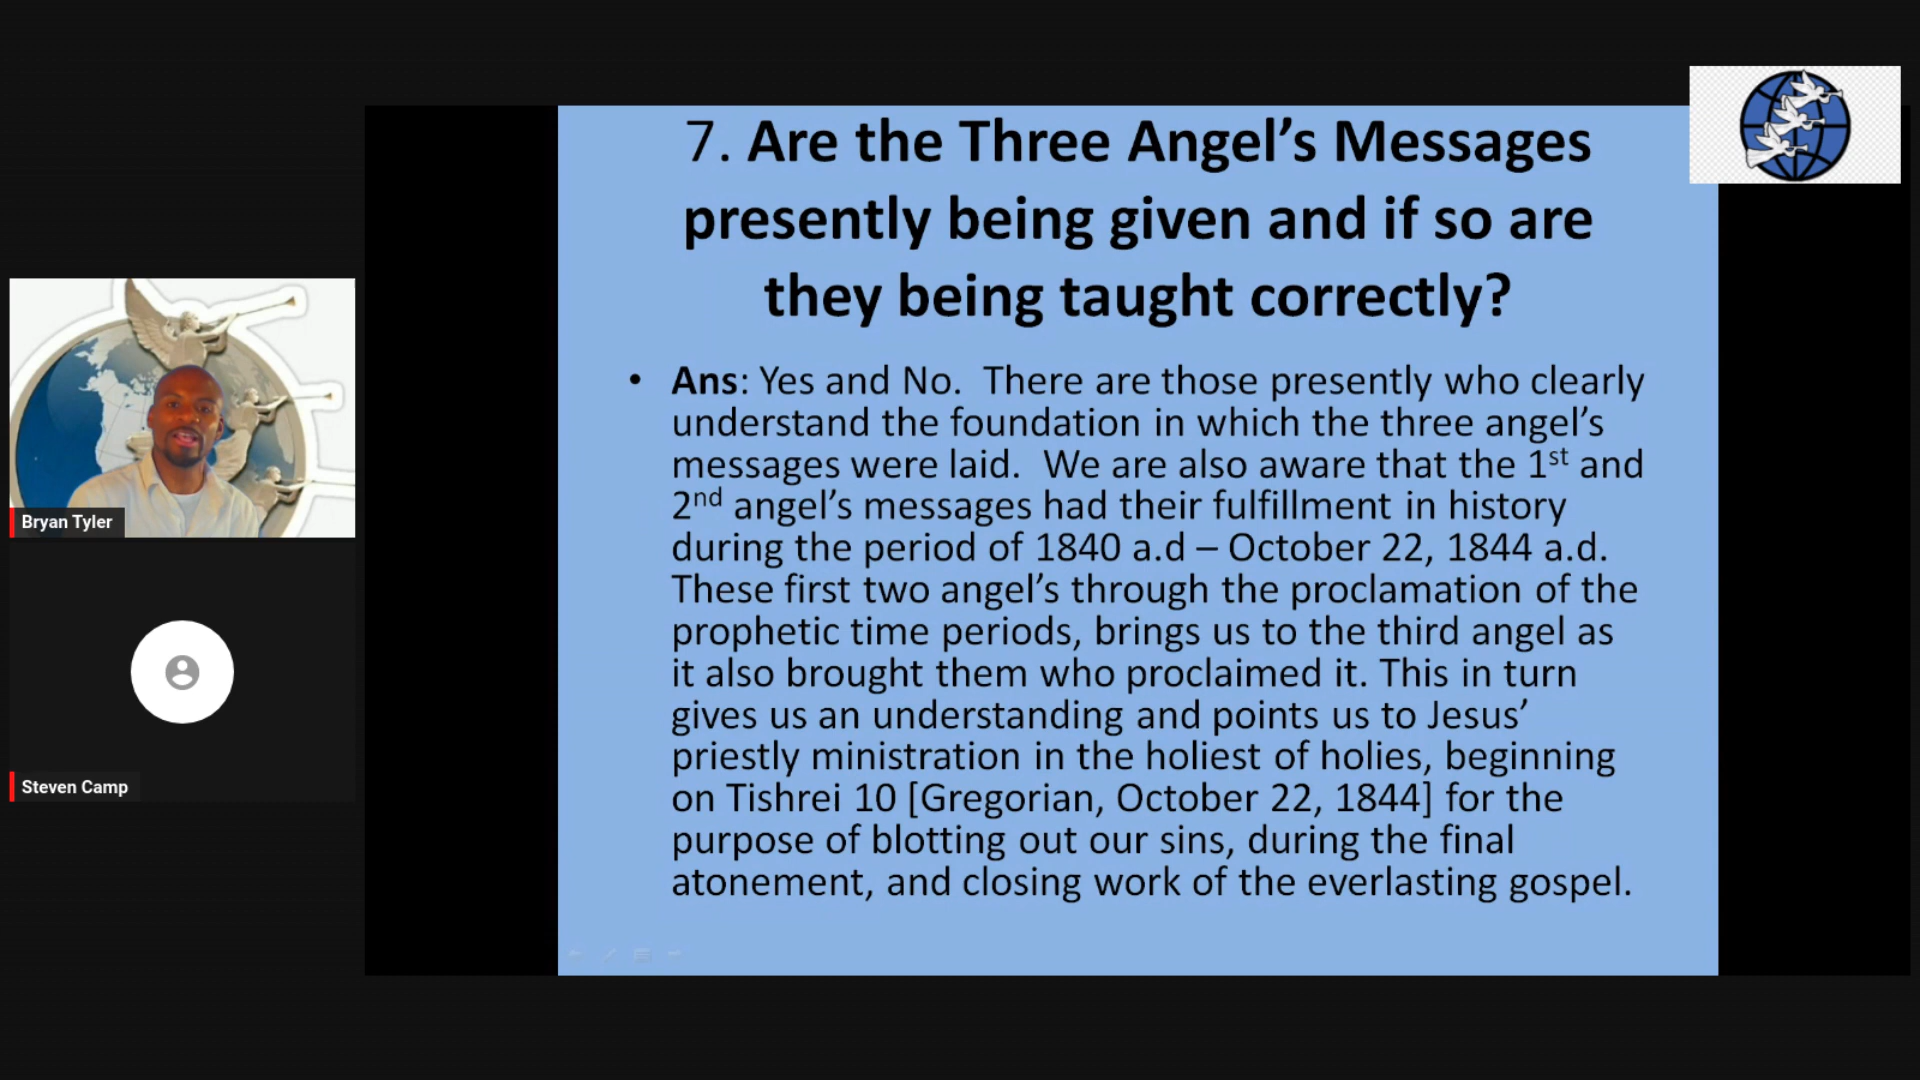 7. Are the Three Angel’s Messages
presently being given and if so are
they being taught correctly?
• Ans: Yes and No.  There are those presently who clearly
understand the foundation in which the three angel’s
messages were laid.  We are also aware that the 1st and
2nd angel’s messages had their fulfillment in history
during the period of 1840 a.d – October 22, 1844 a.d.
These first two angel’s through the proclamation of the
prophetic time periods, brings us to the third angel as
it also brought them who proclaimed it. This in turn
gives us an understanding and points us to Jesus’
priestly ministration in the holiest of holies, beginning
on Tishrei 10 [Gregorian, October 22, 1844] for the
purpose of blotting out our sins, during the final
atonement, and closing work of the everlasting gospel.
Bryan Tyler
Steven Camp